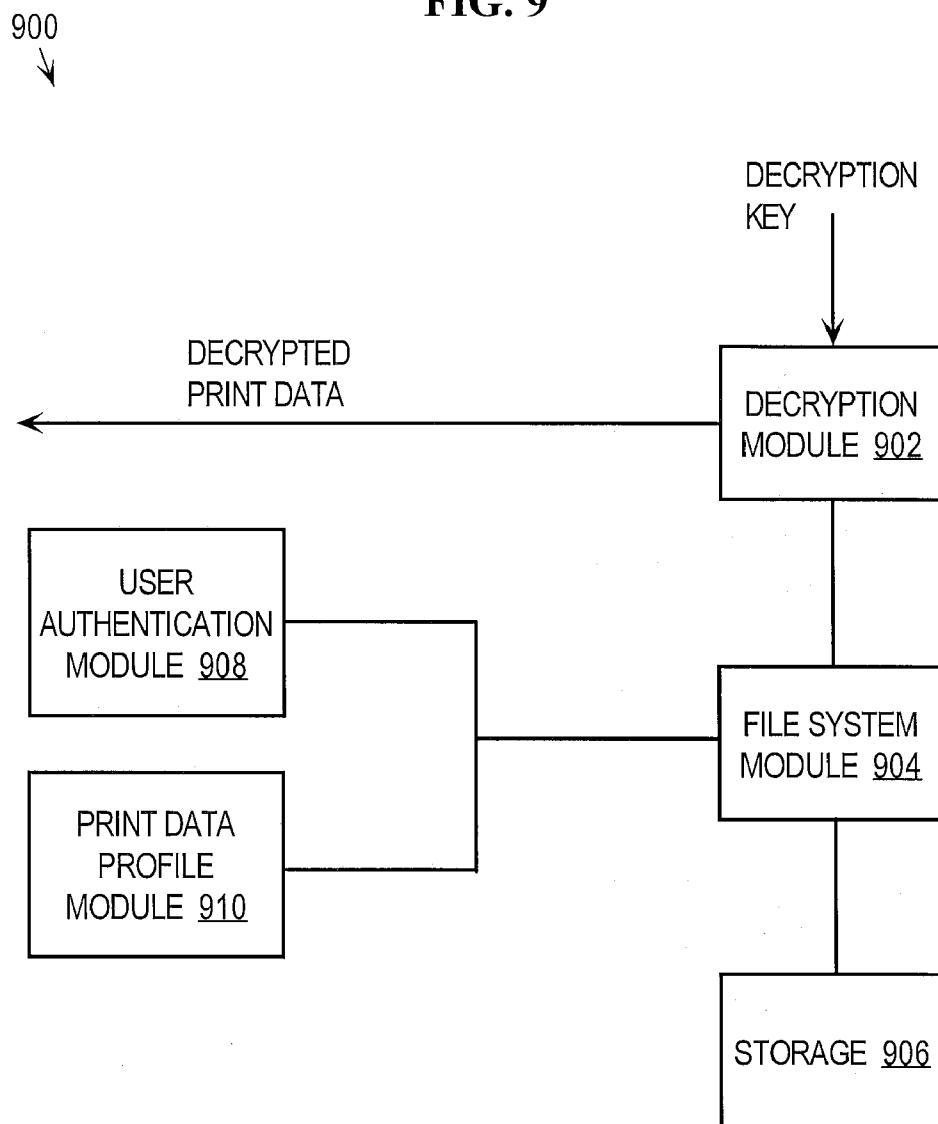 FIG. 9
900
DECRYPTION
KEY
DECRYPTED
PRINT DATA
DECRYPTION
MODULE 902
USER
AUTHENTICATION
MODULE 908
FILE SYSTEM
MODULE 904
PRINT DATA
PROFILE
MODULE 910
STORAGE 906